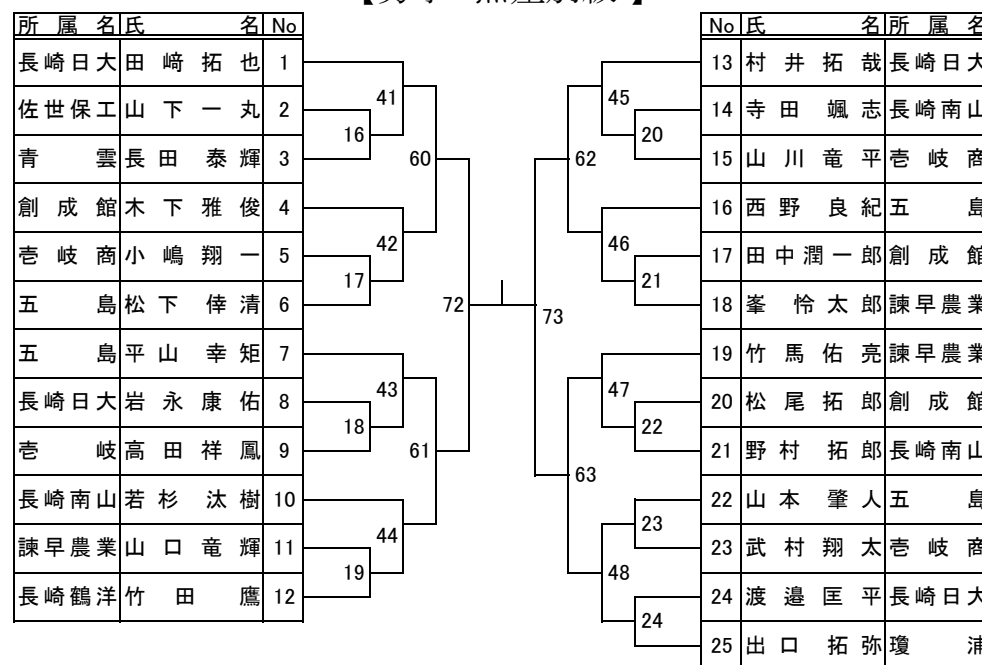 所属名 氏名 No
長崎日大 田﨑拓也 1
佐世保工 山下一丸 2
青雲 長田泰輝 3
創成館 木下雅俊 4
壱岐商 小嶋翔一 5
五島 松下倖清 6
五島 平山幸矩 7
長崎日大 岩永康佑 8
壱岐 高田祥鳳 9
長崎南山 若杉汰樹 10
諫早農業 山口竜輝 11
長崎鶴洋 竹田鷹 12
41
16
60
42
17
72
43
18
61
44
19
45
20
62
46
21
73
47
22
63
23
48
24
No 氏名 所属名
13 村井拓哉 長崎日大
14 寺田颯志 長崎南山
15 山川竜平 壱岐商
16 西野良紀 五島
17 田中潤一郎 創成館
18 峯怜太郎 諫早農業
19 竹馬佑亮 諫早農業
20 松尾拓郎 創成館
21 野村拓郎 長崎南山
22 山本肇人 五島
23 武村翔太 壱岐商
24 渡邉匡平 長崎日大
25 出口拓弥 瓊浦